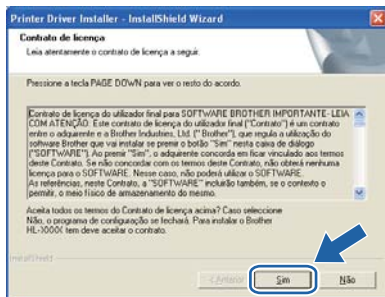 Printer Driver Installer - InstallShield Wizard
Contrato de licença
Leia atentamente o contrato de licença a seguir.
Pressione a tecla PAGE DOWN para ver o resto do acordo.
Contrato de licença do utilizador final para SOFTWARE BROTHER IMPORTANTE- LEIA
COM ATENÇÃO: Este contrato de licença do utilizador final ("Contrato") é um contrato
entre o adquirente e a Brother Industries, Ltd. ("Brother"), que regula a utilização do
software Brother que vai instalar se premir o botão "Sim" nesta caixa de diálogo
("SOFTWARE"). Ao premir "Sim", o adquirente concorda em ficar vinculado aos termos
deste Contrato. Se não concordar com os termos deste Contrato, não obterá nenhuma
licença para o SOFTWARE. Nesse caso, não poderá utilizar o SOFTWARE.
As referências, neste Contrato, a "SOFTWARE" incluirão também, se o contexto o
permitir, o meio físico de armazenamento do mesmo.
Aceita todos os termos do Contrato de licença acima? Caso seleccione
Não, o programa de configuração se fechará. Para instalar o Brother
HL-XXXX tem deve aceitar o contrato.
InstallShield
< Anterior
Sim
Não